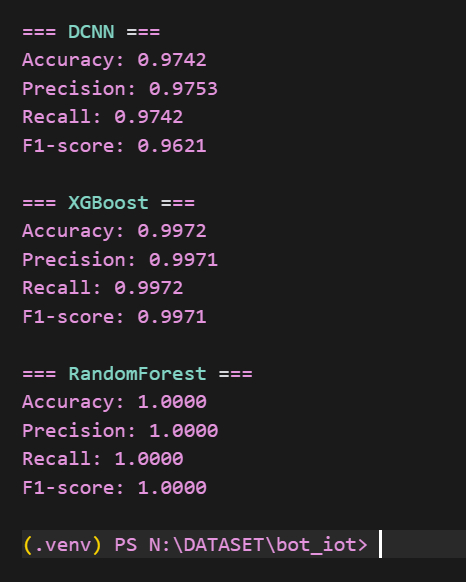 === DCNN ===
Accuracy: 0.9742
Precision: 0.9753
Recall: 0.9742
F1-score: 0.9621
=== XGBoost ===
Accuracy: 0.9972
Precision: 0.9971
Recall: 0.9972
F1-score: 0.9971
=== RandomForest ===
Accuracy: 1.0000
Precision: 1.0000
Recall: 1.0000
F1-score: 1.0000
(.venv) PS N:\DATASET\bot_iot>